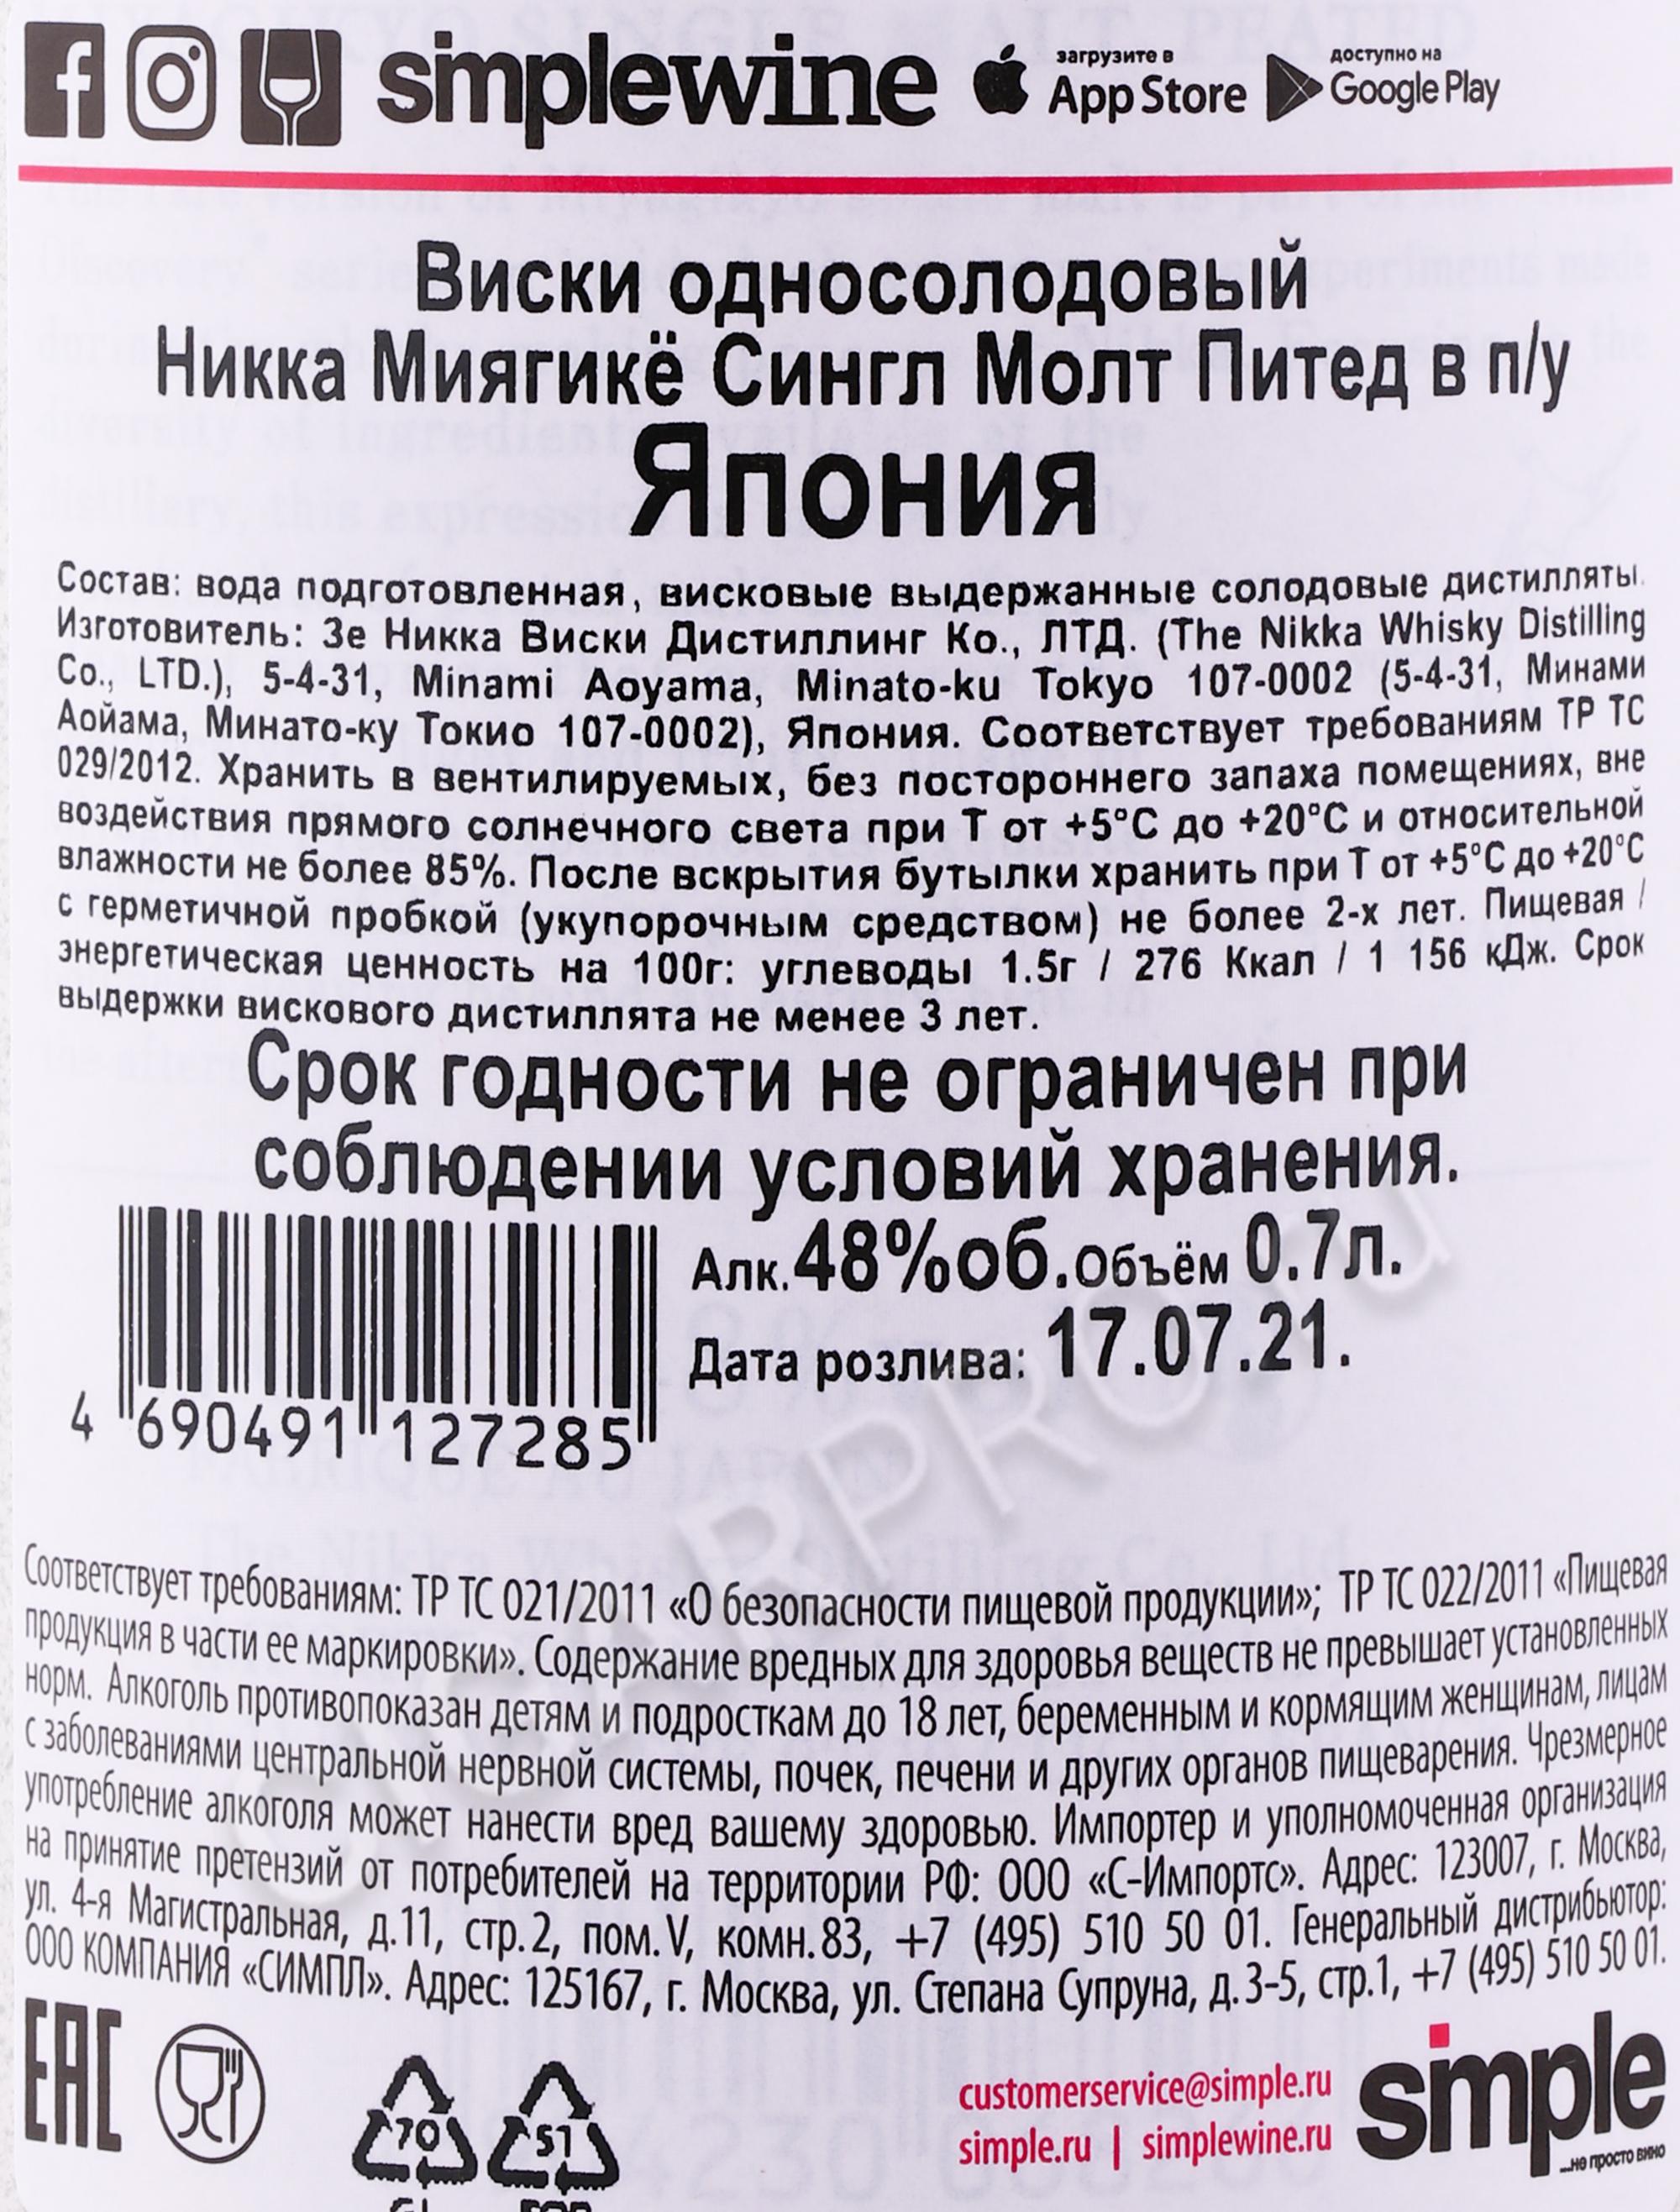 simplewine
загрузите в
App Store
доступно на
Google Play
Виски односолодовый
Никка Миягикё Сингл Молт Питед в п/у
Япония
Состав: вода подготовленная, висковые выдержанные солодовые дистилляты.
Изготовитель: Зе Никка Виски Дистиллинг Ко., ЛТД. (The Nikka Whisky Distilling
Co., LTD.), 5-4-31, Minami Aoyama, Minato-ku Tokyo 107-0002 (5-4-31, Минами
Аойама, Минато-ку Токио 107-0002), Япония. Соответствует требованиям ТР ТС
029/2012. Хранить в вентилируемых, без постороннего запаха помещениях, вне
воздействия прямого солнечного света при Т от +5°С до +20°С и относительной
влажности не более 85%. После вскрытия бутылки хранить при Т от +5°С до +20°С
с герметичной пробкой (укупорочным средством) не более 2-х лет. Пищевая /
энергетическая ценность на 100г: углеводы 1.5г / 276 Ккал / 1 156 кДж. Срок
выдержки вискового дистиллята не менее 3 лет.
Срок годности не ограничен при
соблюдении условий хранения.
Алк.48%об.Объём 0.7л.
Дата розлива: 17.07.21.
4 690491 127285
CIGARPRO.ru
Соответствует требованиям: ТР ТС 021/2011 «О безопасности пищевой продукции»; ТР ТС 022/2011 «Пищевая
продукция в части ее маркировки». Содержание вредных для здоровья веществ не превышает установленных
норм. Алкоголь противопоказан детям и подросткам до 18 лет, беременным и кормящим женщинам, лицам
с заболеваниями центральной нервной системы, почек, печени и других органов пищеварения. Чрезмерное
употребление алкоголя может нанести вред вашему здоровью. Импортер и уполномоченная организация
на принятие претензий от потребителей на территории РФ: ООО «С-Импортс». Адрес: 123007, г. Москва,
ул. 4-я Магистральная, д.11, стр.2, пом.V, комн.83, +7 (495) 510 50 01. Генеральный дистрибьютор:
ООО КОМПАНИЯ «СИМПЛ». Адрес: 125167, г. Москва, ул. Степана Супруна, д.3-5, стр.1, +7 (495) 510 50 01.
EAC
70
51
customerservice@simple.ru
simple.ru | simplewine.ru
simple
...не просто вино